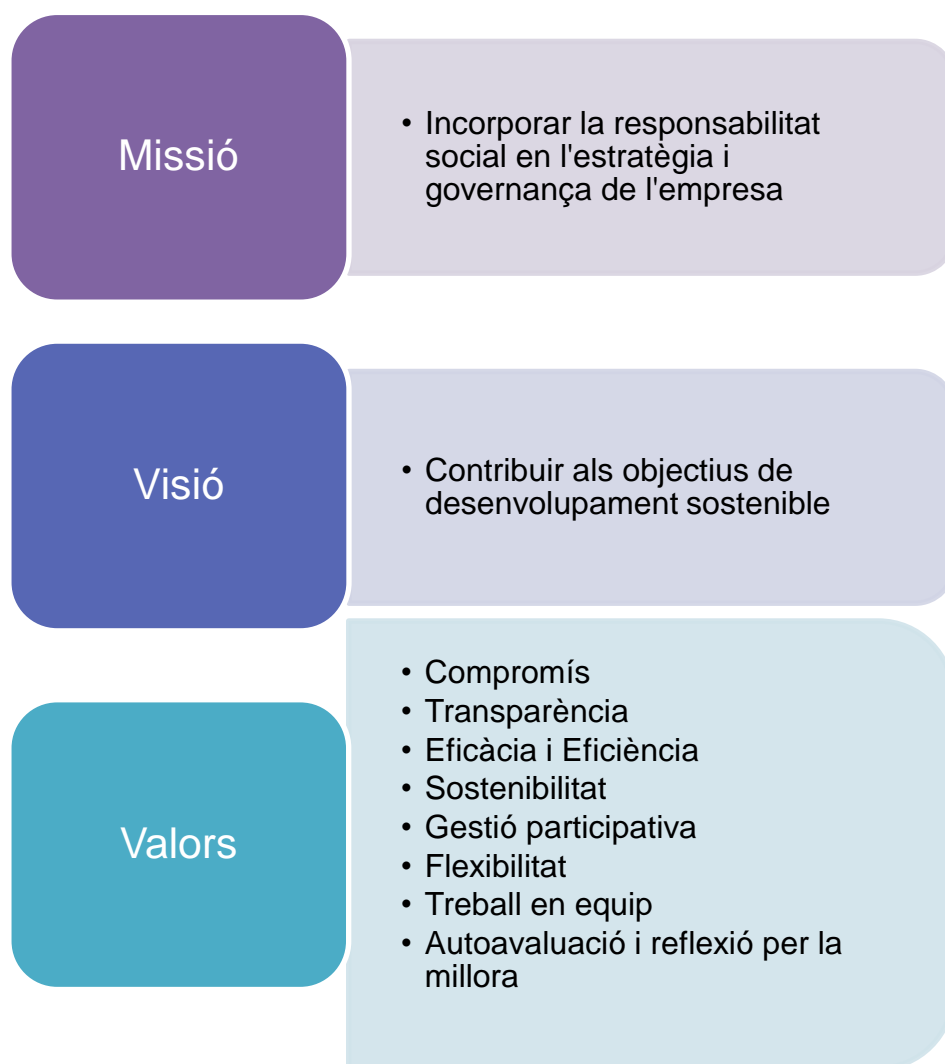 Missió
• Incorporar la responsabilitat
social en l'estratègia i
governança de l'empresa
Visió
• Contribuir als objectius de
desenvolupament sostenible
Valors
• Compromís
• Transparència
• Eficàcia i Eficiència
• Sostenibilitat
• Gestió participativa
• Flexibilitat
• Treball en equip
• Autoavaluació i reflexió per la
millora